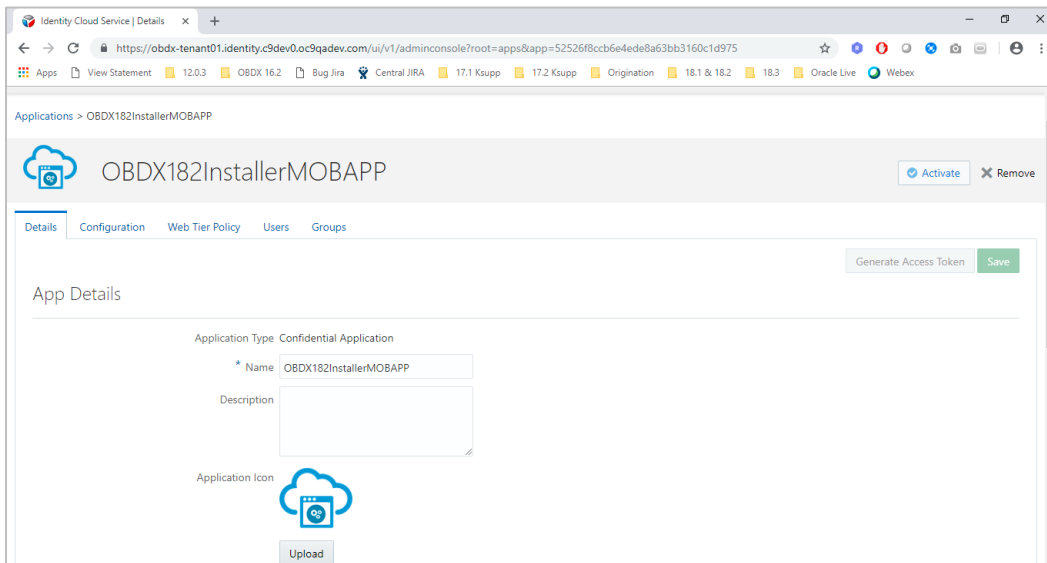 Identity Cloud Service | Details
https://obdx-tenant01.identity.c9dev0.oc9qadev.com/ui/v1/adminconsole?root=apps&app=52526f8ccb6e4ede8a63bb3160c1d975
Apps View Statement 12.0.3 OBDX 16.2 Bug Jira Central JIRA 17.1 Ksupp 17.2 Ksupp Origination 18.1 & 18.2 18.3 Oracle Live Webex
Applications > OBDX182InstallerMOBAPP
OBDX182InstallerMOBAPP
Activate Remove
Details Configuration Web Tier Policy Users Groups
Generate Access Token Save
App Details
Application Type Confidential Application
* Name OBDX182InstallerMOBAPP
Description
Application Icon
Upload